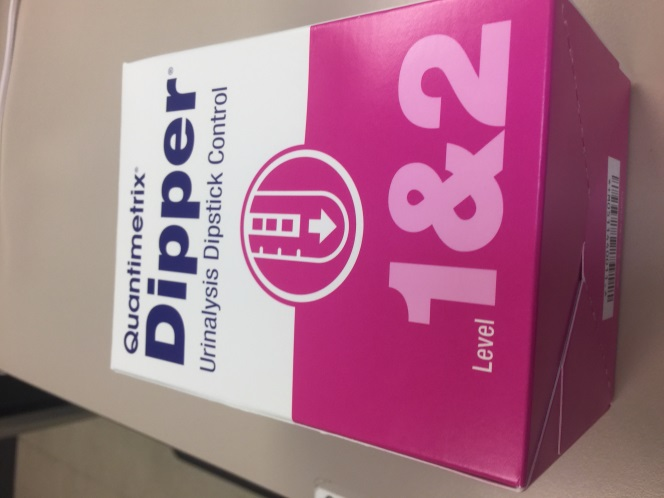 Quantimetrix®
Dipper®
Urinalysis Dipstick Control
Level 1&2